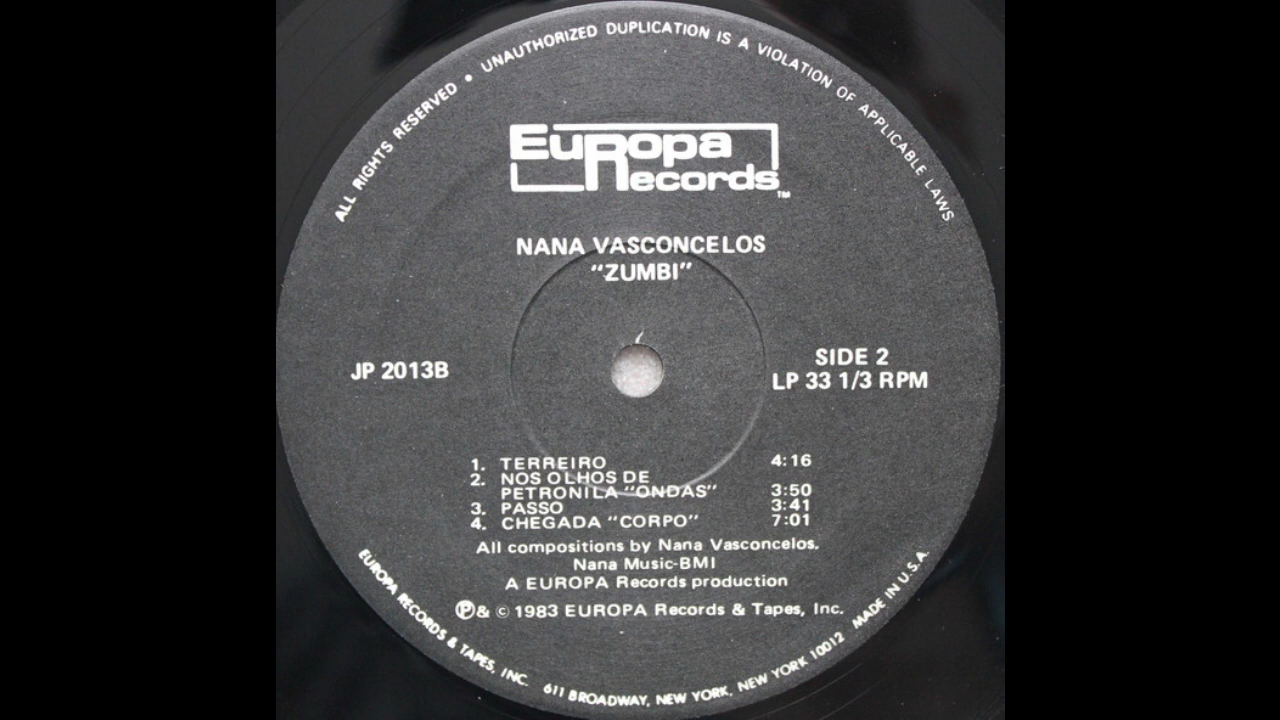 ALL RIGHTS RESERVED • UNAUTHORIZED DUPLICATION IS A VIOLATION OF APPLICABLE LAWS
EuRopa
Records™
NANA VASCONCELOS
"ZUMBI"
JP 2013B
SIDE 2
LP 33 1/3 RPM
1. TERREIRO 4:16
2. NOS OLHOS DE
PETRONILA "ONDAS" 3:50
3. PASSO 3:41
4. CHEGADA "CORPO" 7:01
All compositions by Nana Vasconcelos.
Nana Music-BMI
A EUROPA Records production
℗& © 1983 EUROPA Records & Tapes, Inc.
EUROPA RECORDS & TAPES, INC. 611 BROADWAY, NEW YORK, NEW YORK 10012 MADE IN U.S.A.